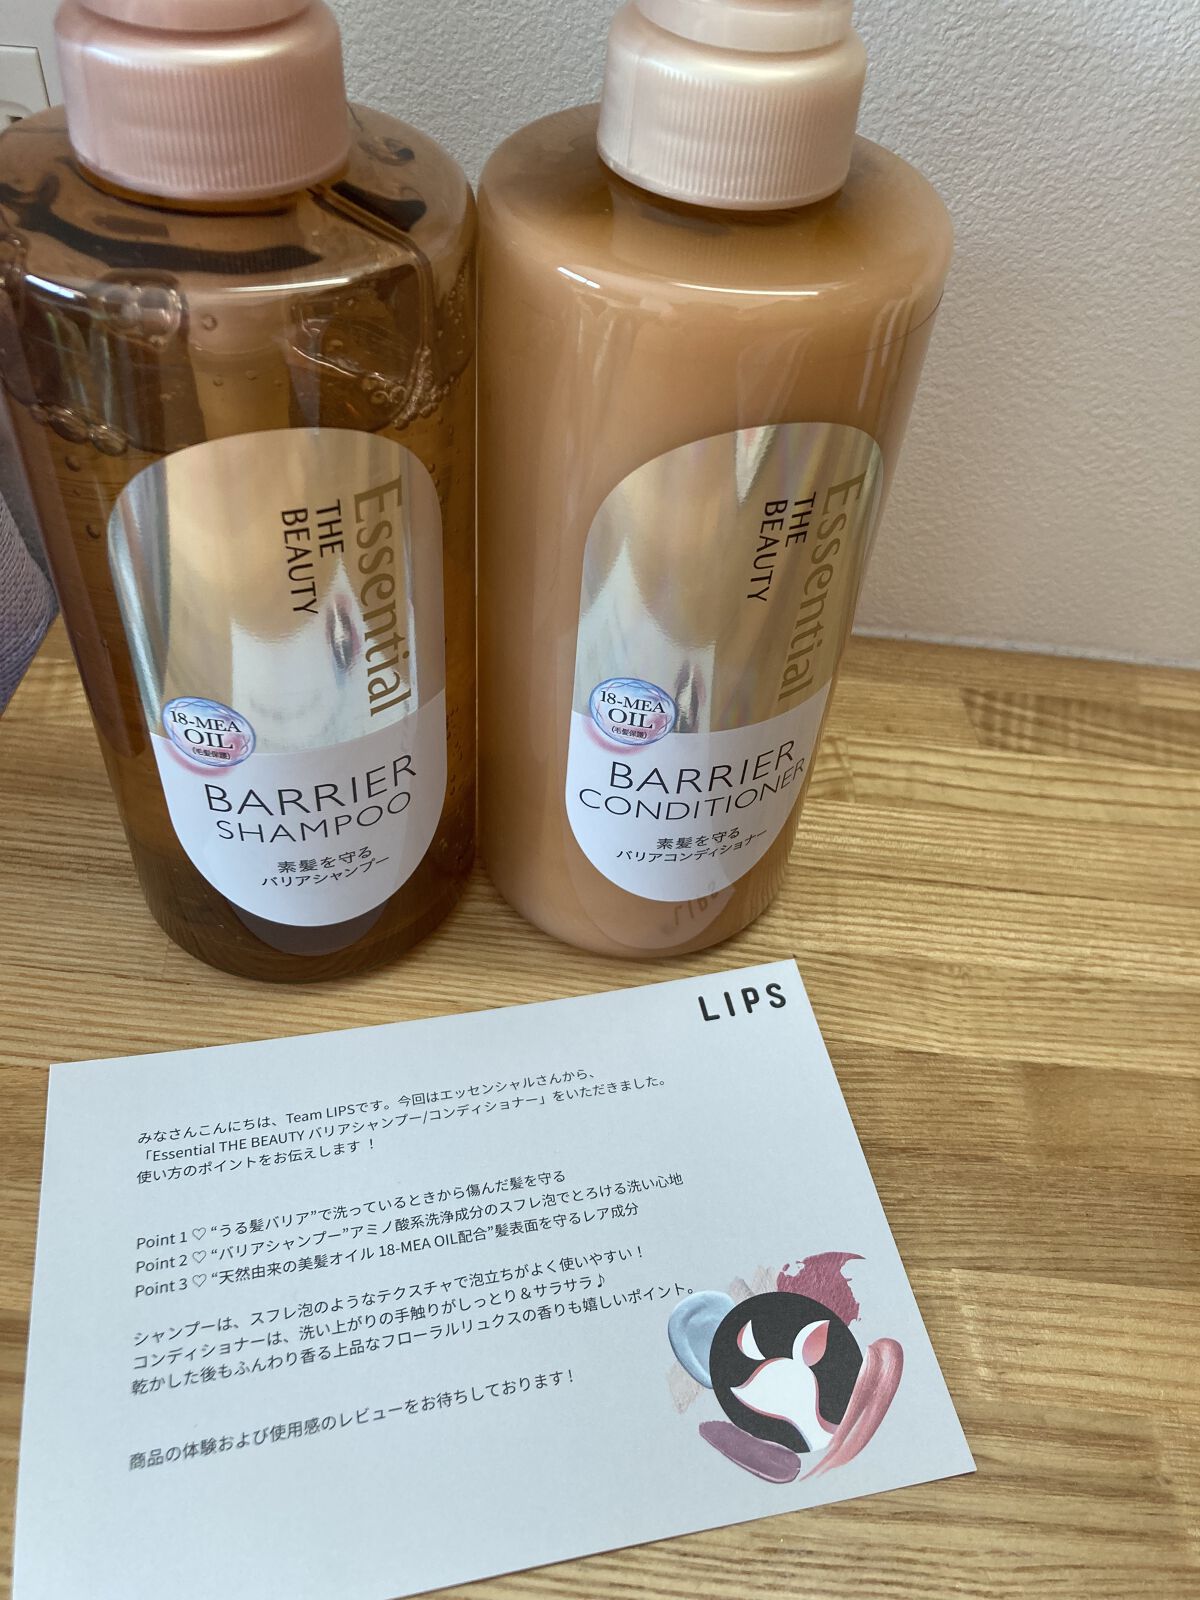 Essential
THE
BEAUTY
18-MEA
OIL
(毛髪保護)
BARRIER
SHAMPOO
素髪を守る
バリアシャンプー
Essential
THE
BEAUTY
18-MEA
OIL
(毛髪保護)
BARRIER
CONDITIONER
素髪を守る
バリアコンディショナー
LIPS
みなさんこんにちは、Team LIPSです。今回はエッセンシャルさんから、
「Essential THE BEAUTY バリアシャンプー/コンディショナー」をいただきました。
使い方のポイントをお伝えします！
Point 1 ♡ “うる髪バリア”で洗っているときから傷んだ髪を守る
Point 2 ♡ “バリアシャンプー”アミノ酸系洗浄成分のスフレ泡でとろける洗い心地
Point 3 ♡ “天然由来の美髪オイル 18-MEA OIL配合”髪表面を守るレア成分
シャンプーは、スフレ泡のようなテクスチャで泡立ちがよく使いやすい！
コンディショナーは、洗い上がりの手触りがしっとり＆サラサラ♪
乾かした後もふんわり香る上品なフローラルリュクスの香りも嬉しいポイント。
商品の体験および使用感のレビューをお待ちしております！